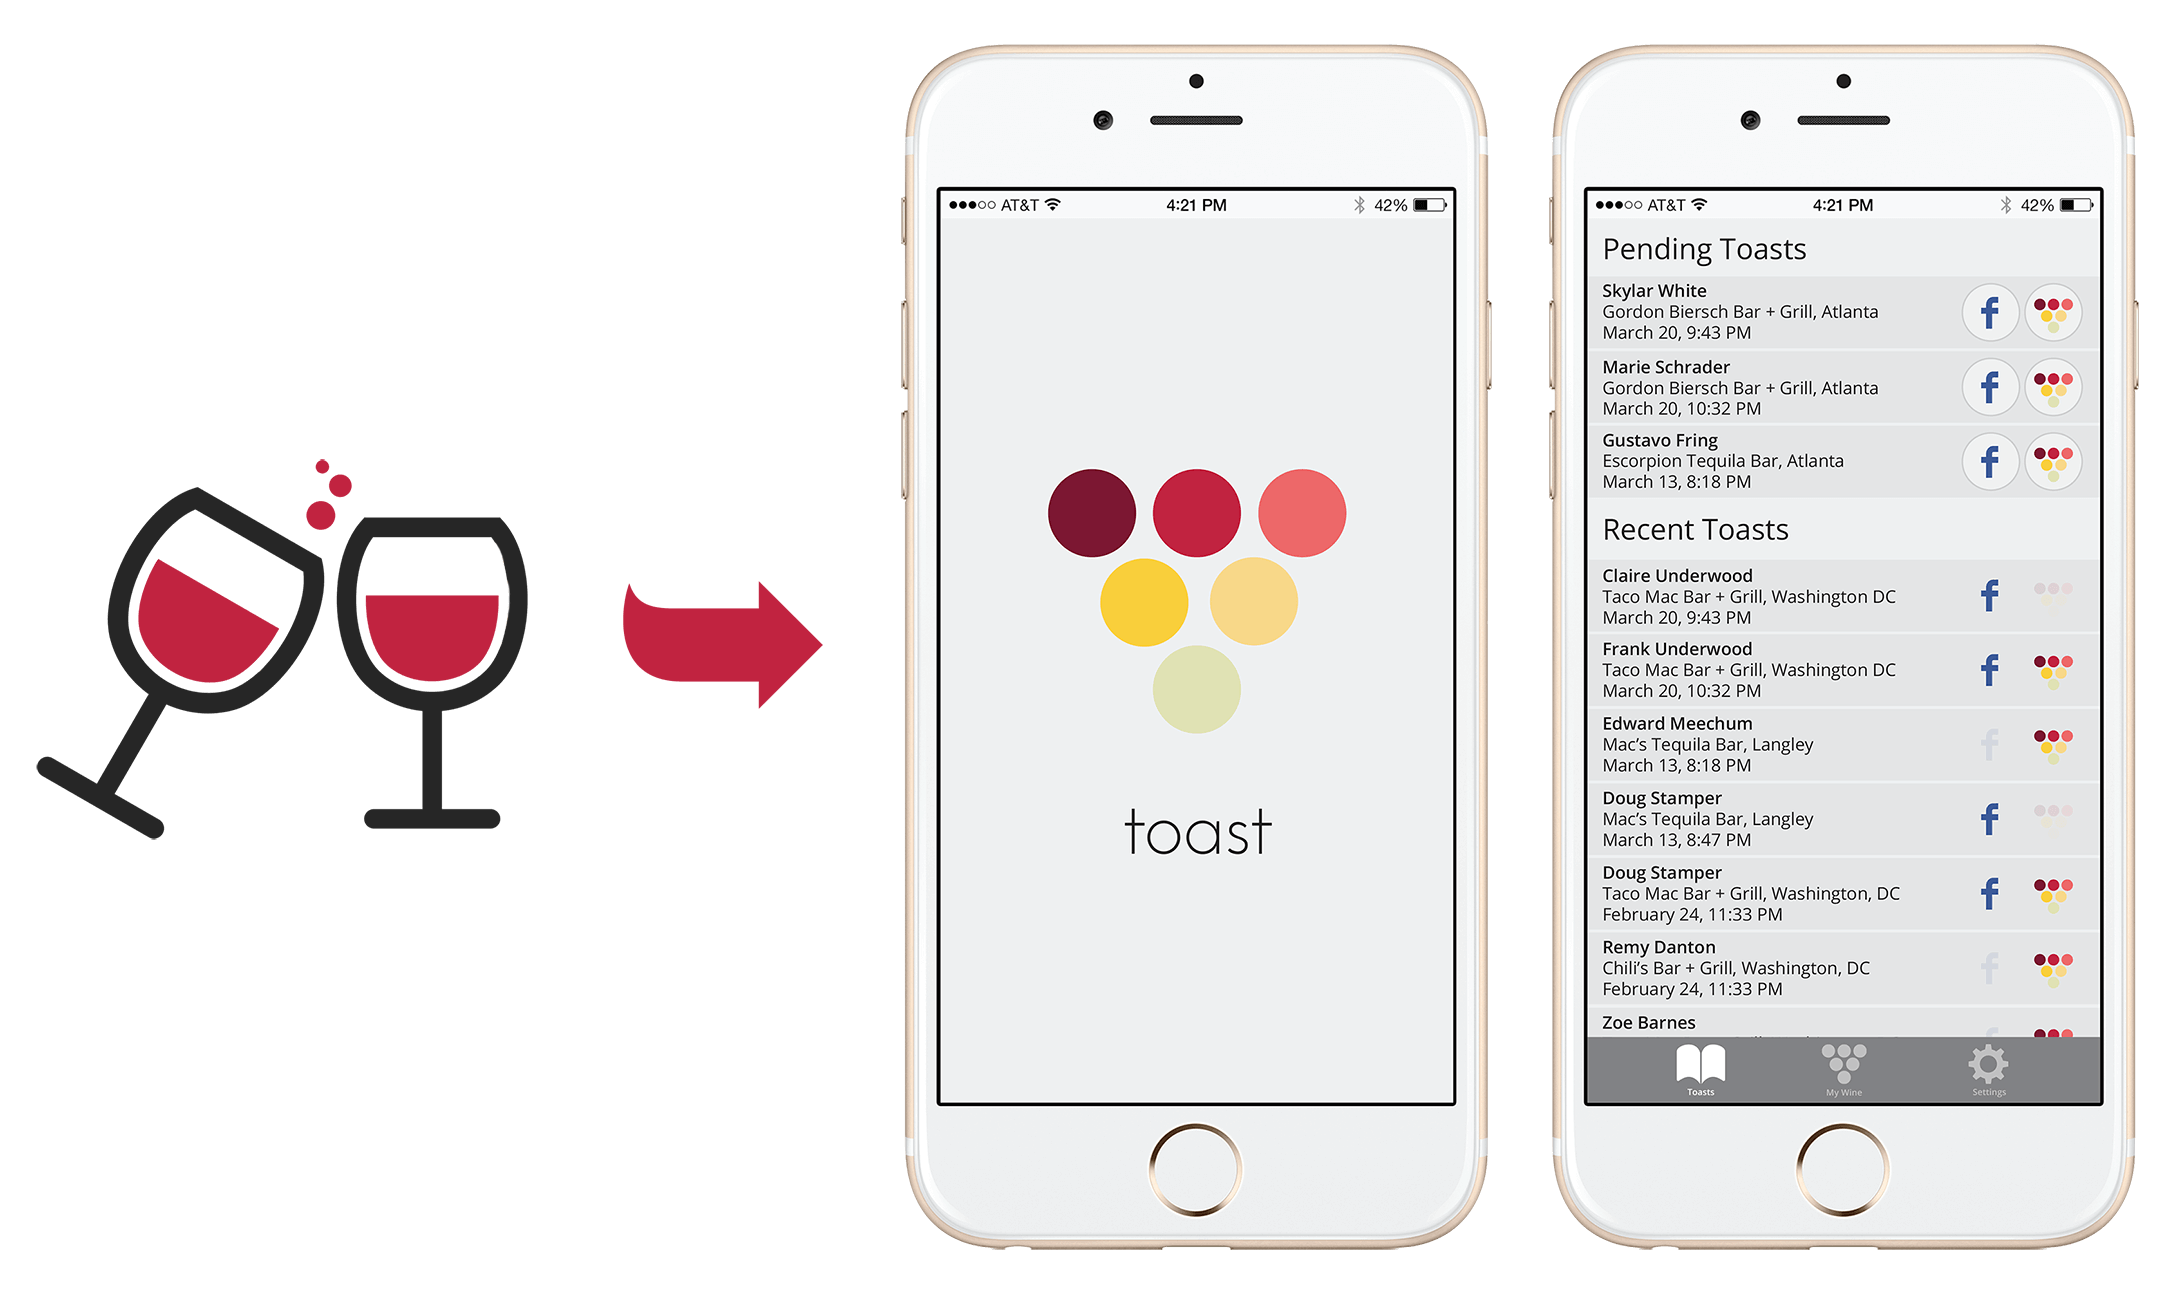 AT&T 4:21 PM 42%
toast
AT&T 4:21 PM 42%
Pending Toasts
Skylar White
Gordon Biersch Bar + Grill, Atlanta
March 20, 9:43 PM
Marie Schrader
Gordon Biersch Bar + Grill, Atlanta
March 20, 10:32 PM
Gustavo Fring
Escorpion Tequila Bar, Atlanta
March 13, 8:18 PM
Recent Toasts
Claire Underwood
Taco Mac Bar + Grill, Washington DC
March 20, 9:43 PM
Frank Underwood
Taco Mac Bar + Grill, Washington DC
March 20, 10:32 PM
Edward Meechum
Mac's Tequila Bar, Langley
March 13, 8:18 PM
Doug Stamper
Mac's Tequila Bar, Langley
March 13, 8:47 PM
Doug Stamper
Taco Mac Bar + Grill, Washington, DC
February 24, 11:33 PM
Remy Danton
Chili's Bar + Grill, Washington, DC
February 24, 11:33 PM
Zoe Barnes
Toasts My Wine Settings